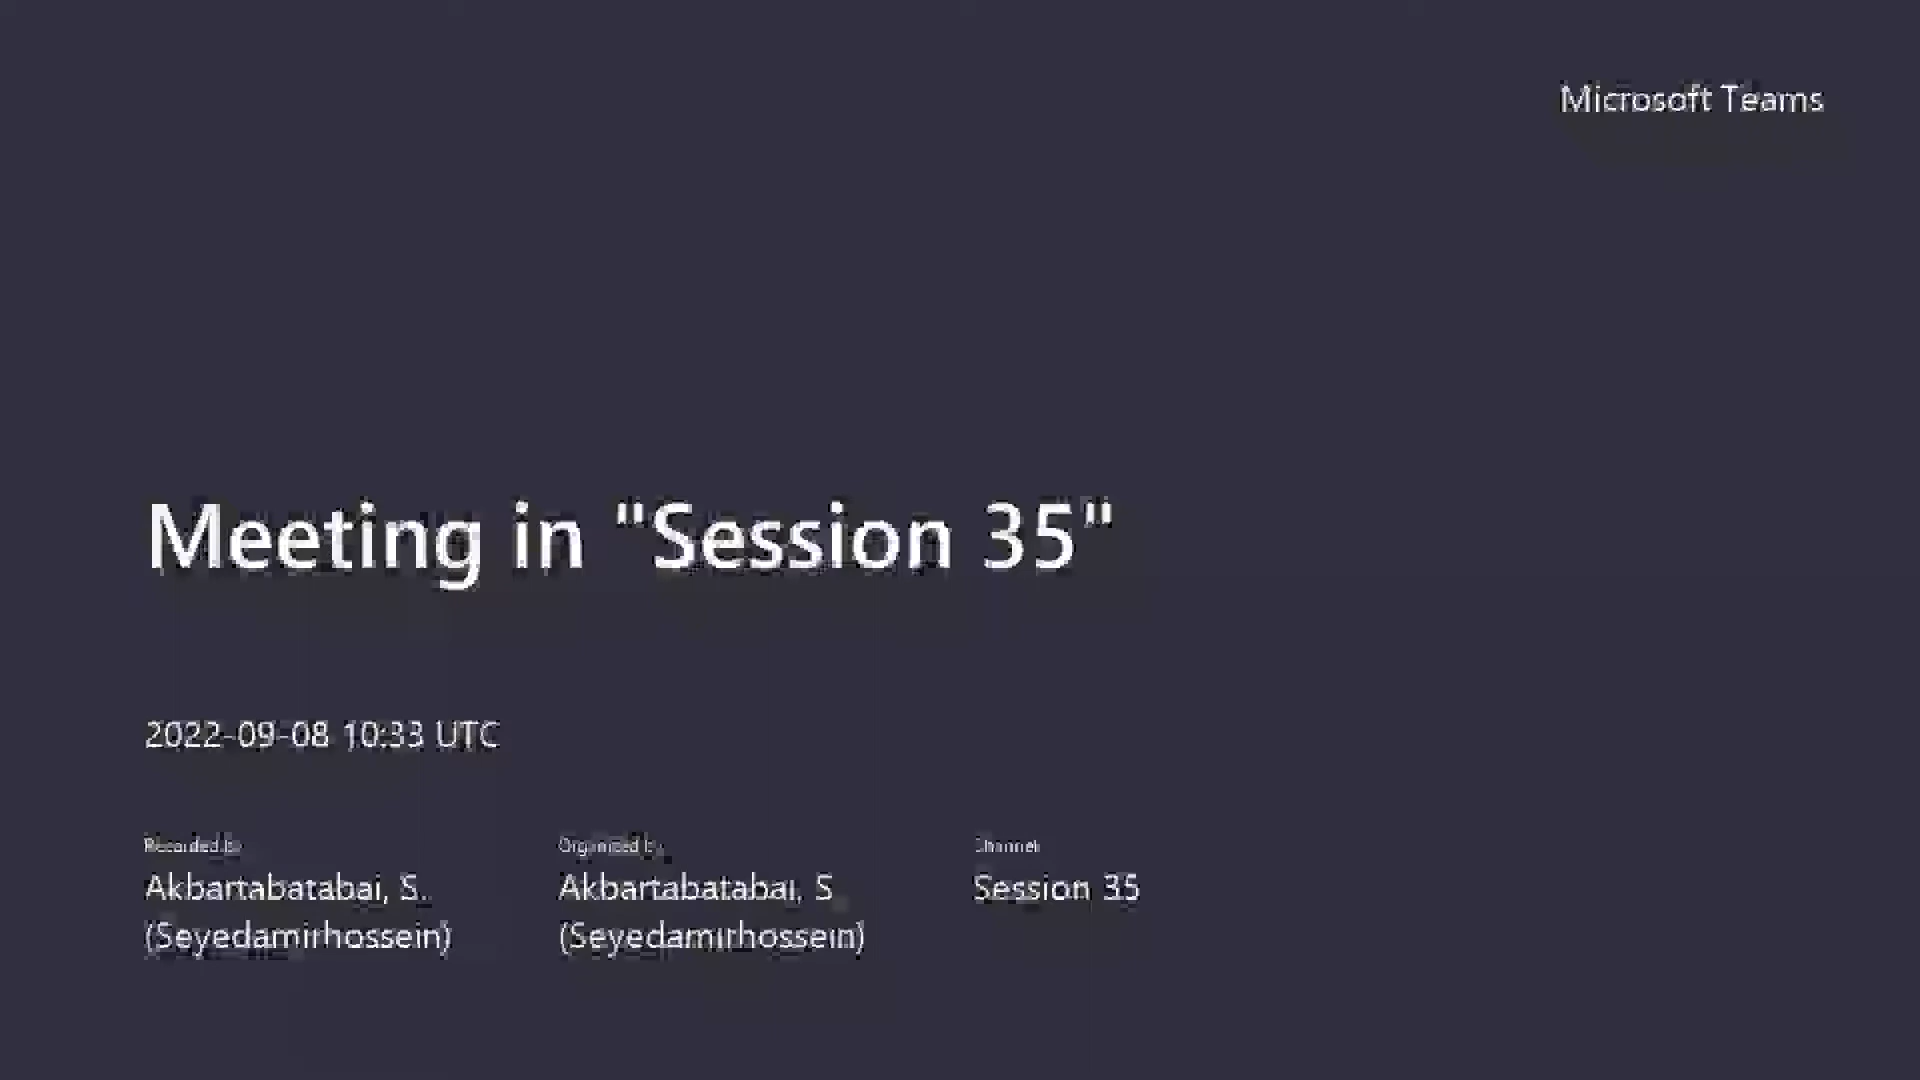 Microsoft Teams
Meeting in "Session 35"
2022-09-08 10:33 UTC
Recorded by
Organized by
Channel
Akbartabatabai, S.
Akbartabatabai, S.
Session 35
(Seyedamirhossein)
(Seyedamirhossein)